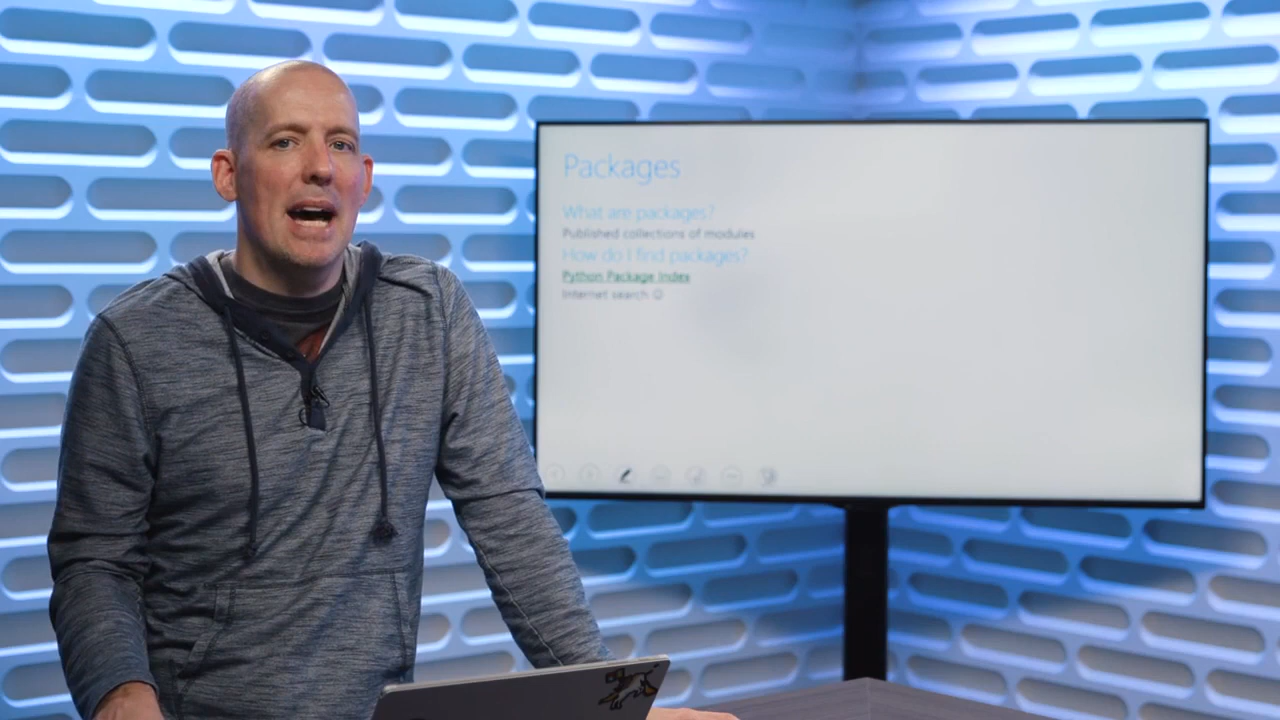 Packages
What are packages?
Published collections of modules
How do I find packages?
Python Package Index
Internet search ☺